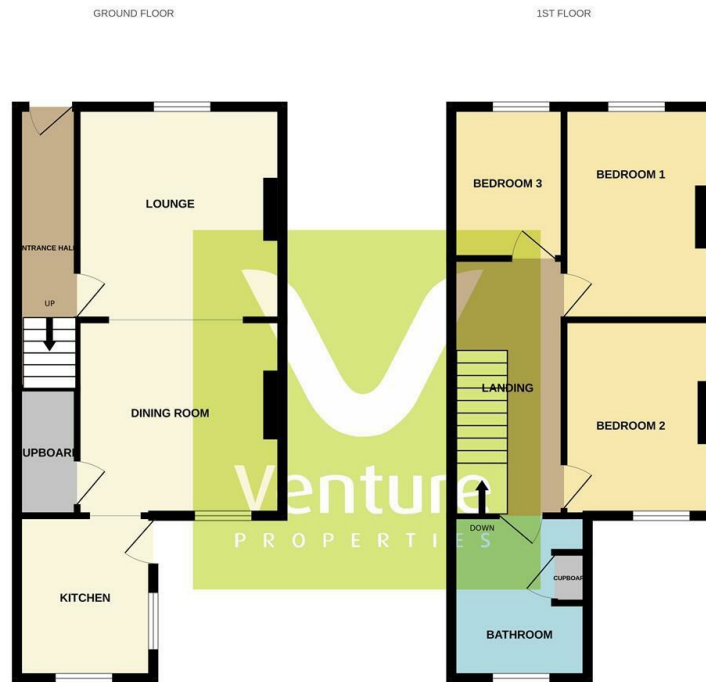 GROUND FLOOR
1ST FLOOR
BEDROOM 3
BEDROOM 1
LOUNGE
NTRANCE HALL
UP
LANDING
DINING ROOM
BEDROOM 2
UPBOARD
Venture
PROPERTIES
DOWN
CUPBOAR
KITCHEN
BATHROOM